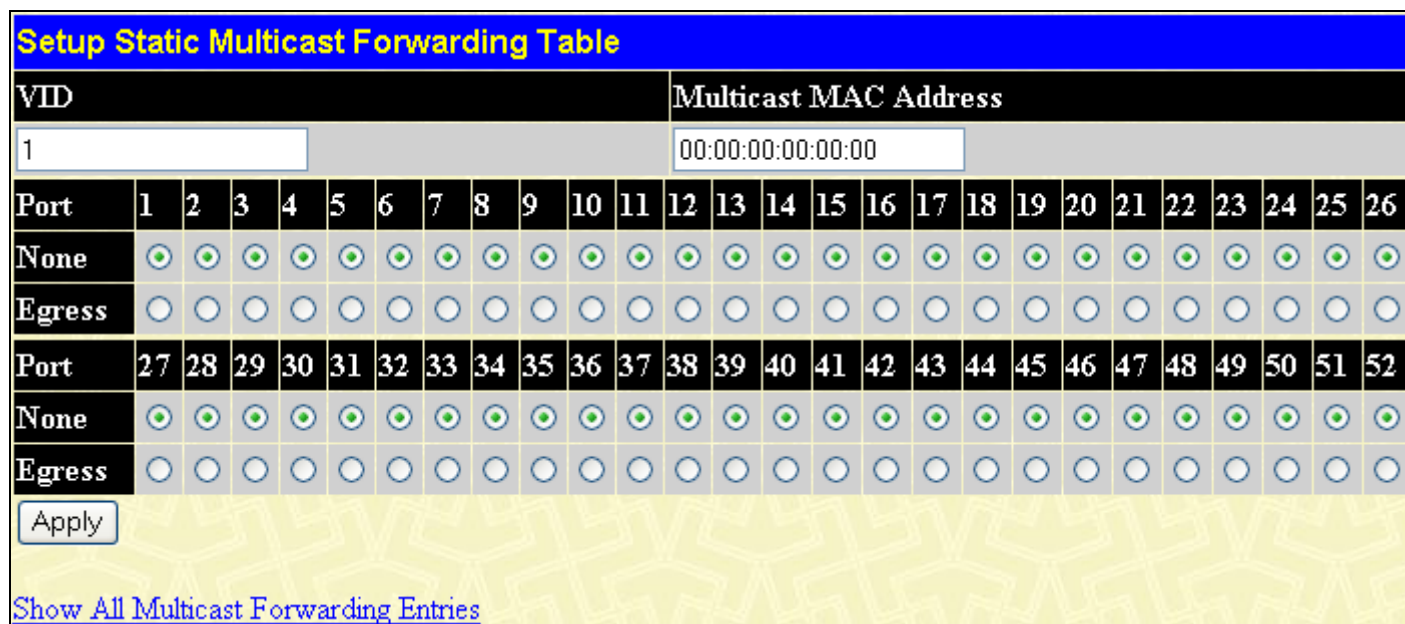 Setup Static Multicast Forwarding Table
VID Multicast MAC Address
1 00:00:00:00:00:00
Port 1 2 3 4 5 6 7 8 9 10 11 12 13 14 15 16 17 18 19 20 21 22 23 24 25 26
None
Egress
Port 27 28 29 30 31 32 33 34 35 36 37 38 39 40 41 42 43 44 45 46 47 48 49 50 51 52
None
Egress
Apply
Show All Multicast Forwarding Entries